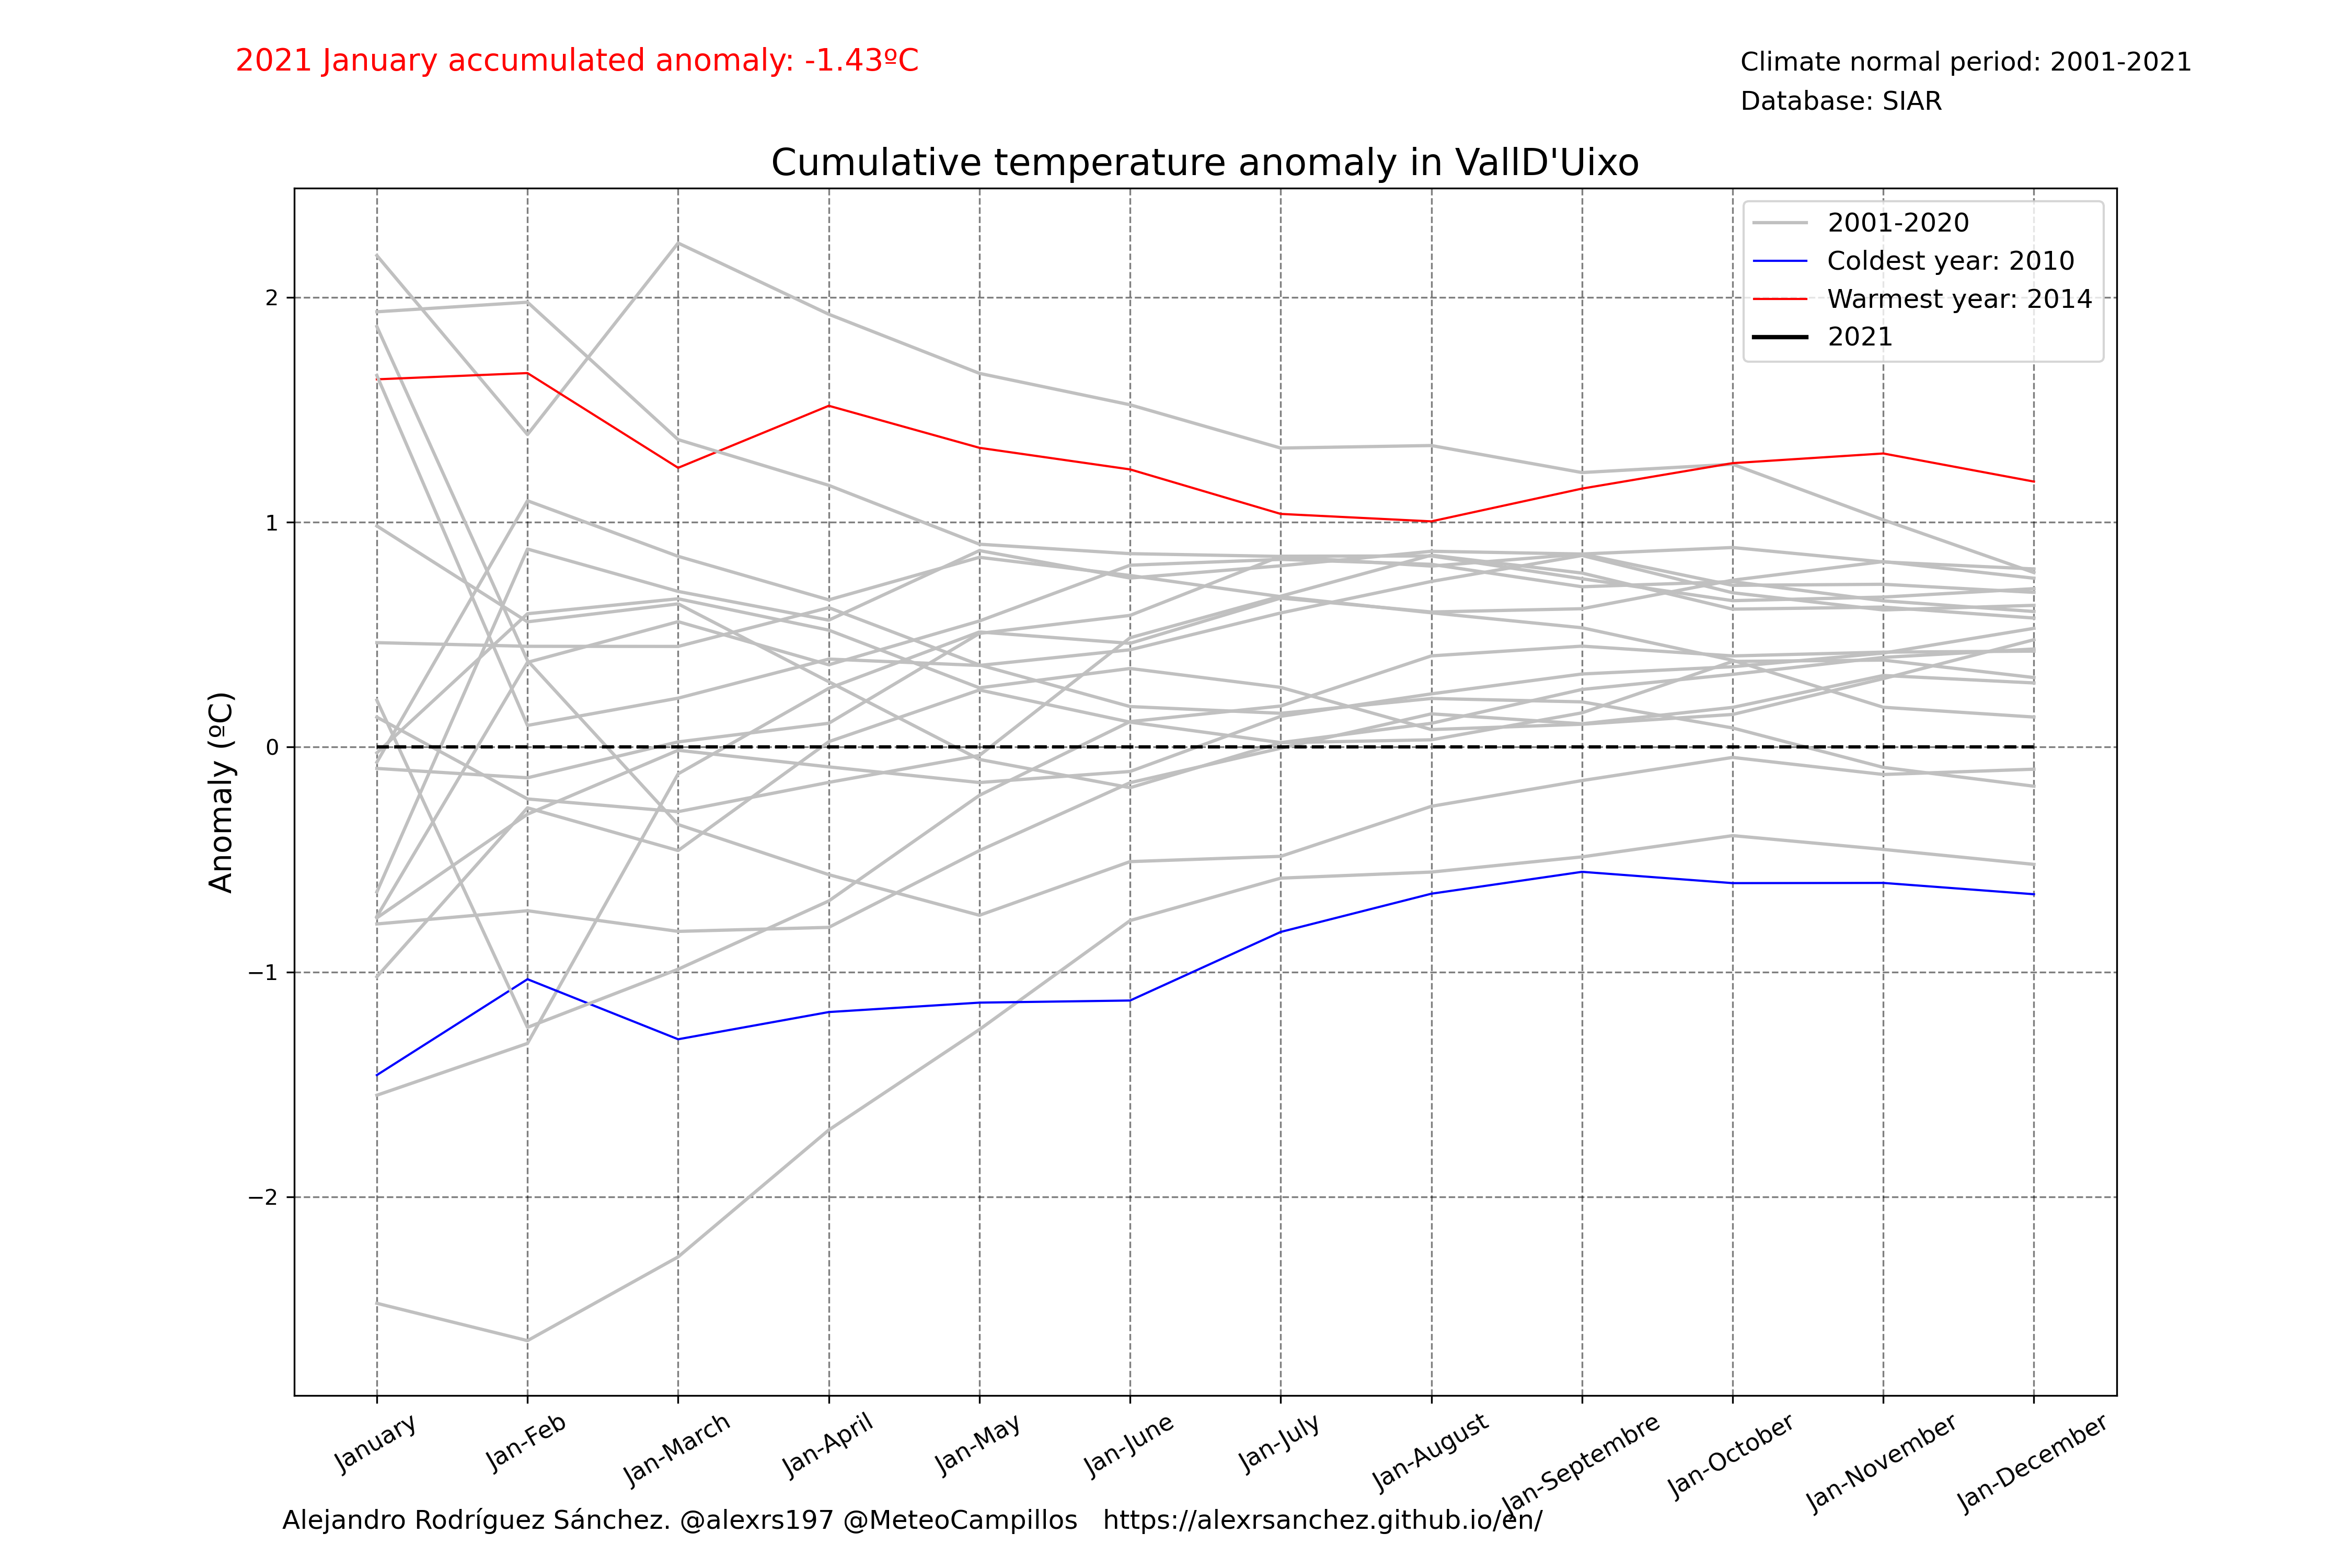 2021 January accumulated anomaly: -1.43ºC
Climate normal period: 2001-2021
Database: SIAR
Cumulative temperature anomaly in VallD'Uixo
2001-2020
Coldest year: 2010
Warmest year: 2014
2021
Anomaly (ºC)
2
1
0
−1
−2
January
Jan-Feb
Jan-March
Jan-April
Jan-May
Jan-June
Jan-July
Jan-August
Jan-Septembre
Jan-October
Jan-November
Jan-December
Alejandro Rodríguez Sánchez. @alexrs197 @MeteoCampillos https://alexrsanchez.github.io/en/